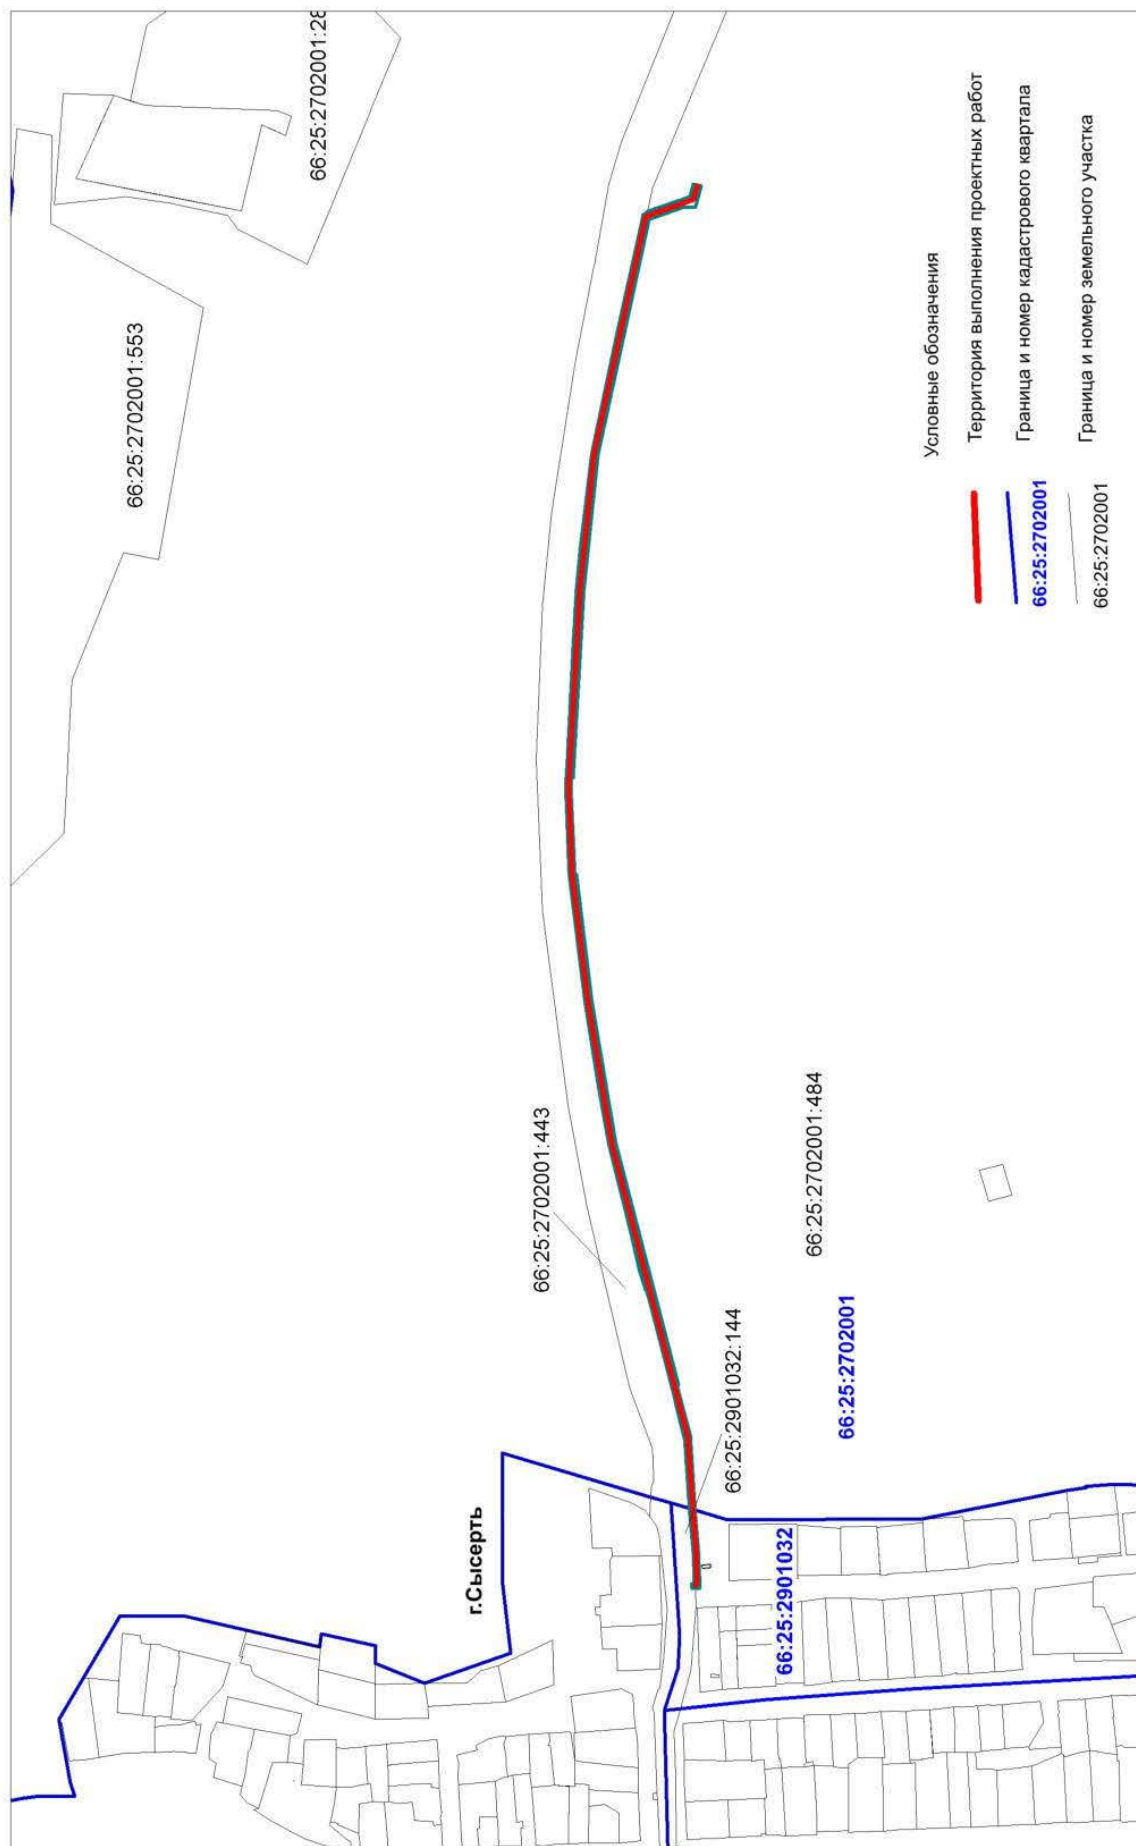 66:25:2702001:28
66:25:2702001:553
66:25:2702001:443
66:25:2702001:484
66:25:2901032:144
66:25:2702001
г.Сысерть
66:25:2901032
Условные обозначения
Территория выполнения проектных работ
Граница и номер кадастрового квартала
66:25:2702001
Граница и номер земельного участка
66:25:2702001